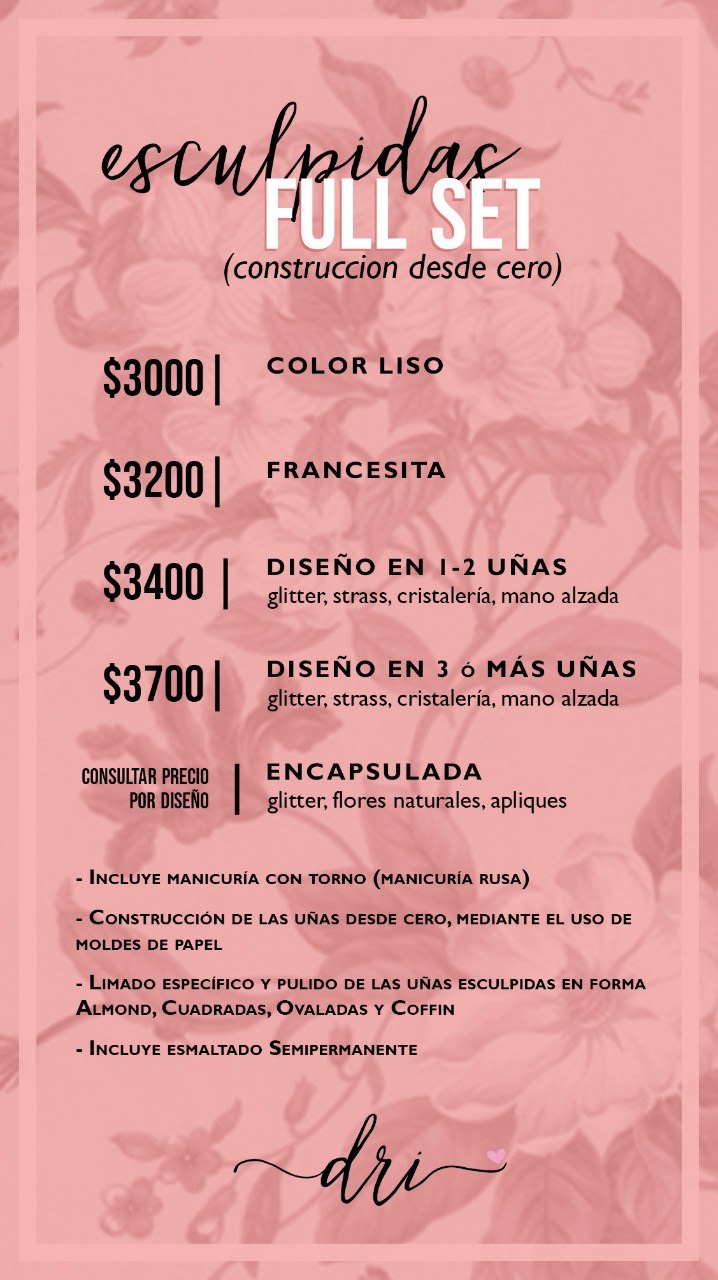 esculpidas
FULL SET
(construccion desde cero)
$3000| COLOR LISO
$3200| FRANCESITA
$3400 | DISEÑO EN 1-2 UÑAS
glitter, strass, cristalería, mano alzada
$3700| DISEÑO EN 3 ó MÁS UÑAS
glitter, strass, cristalería, mano alzada
CONSULTAR PRECIO
POR DISEÑO | ENCAPSULADA
glitter, flores naturales, apliques
- Incluye manicuría con torno (manicuría rusa)
- Construcción de las uñas desde cero, mediante el uso de
moldes de papel
- Limado específico y pulido de las uñas esculpidas en forma
Almond, Cuadradas, Ovaladas y Coffin
- Incluye esmaltado Semipermanente
dri